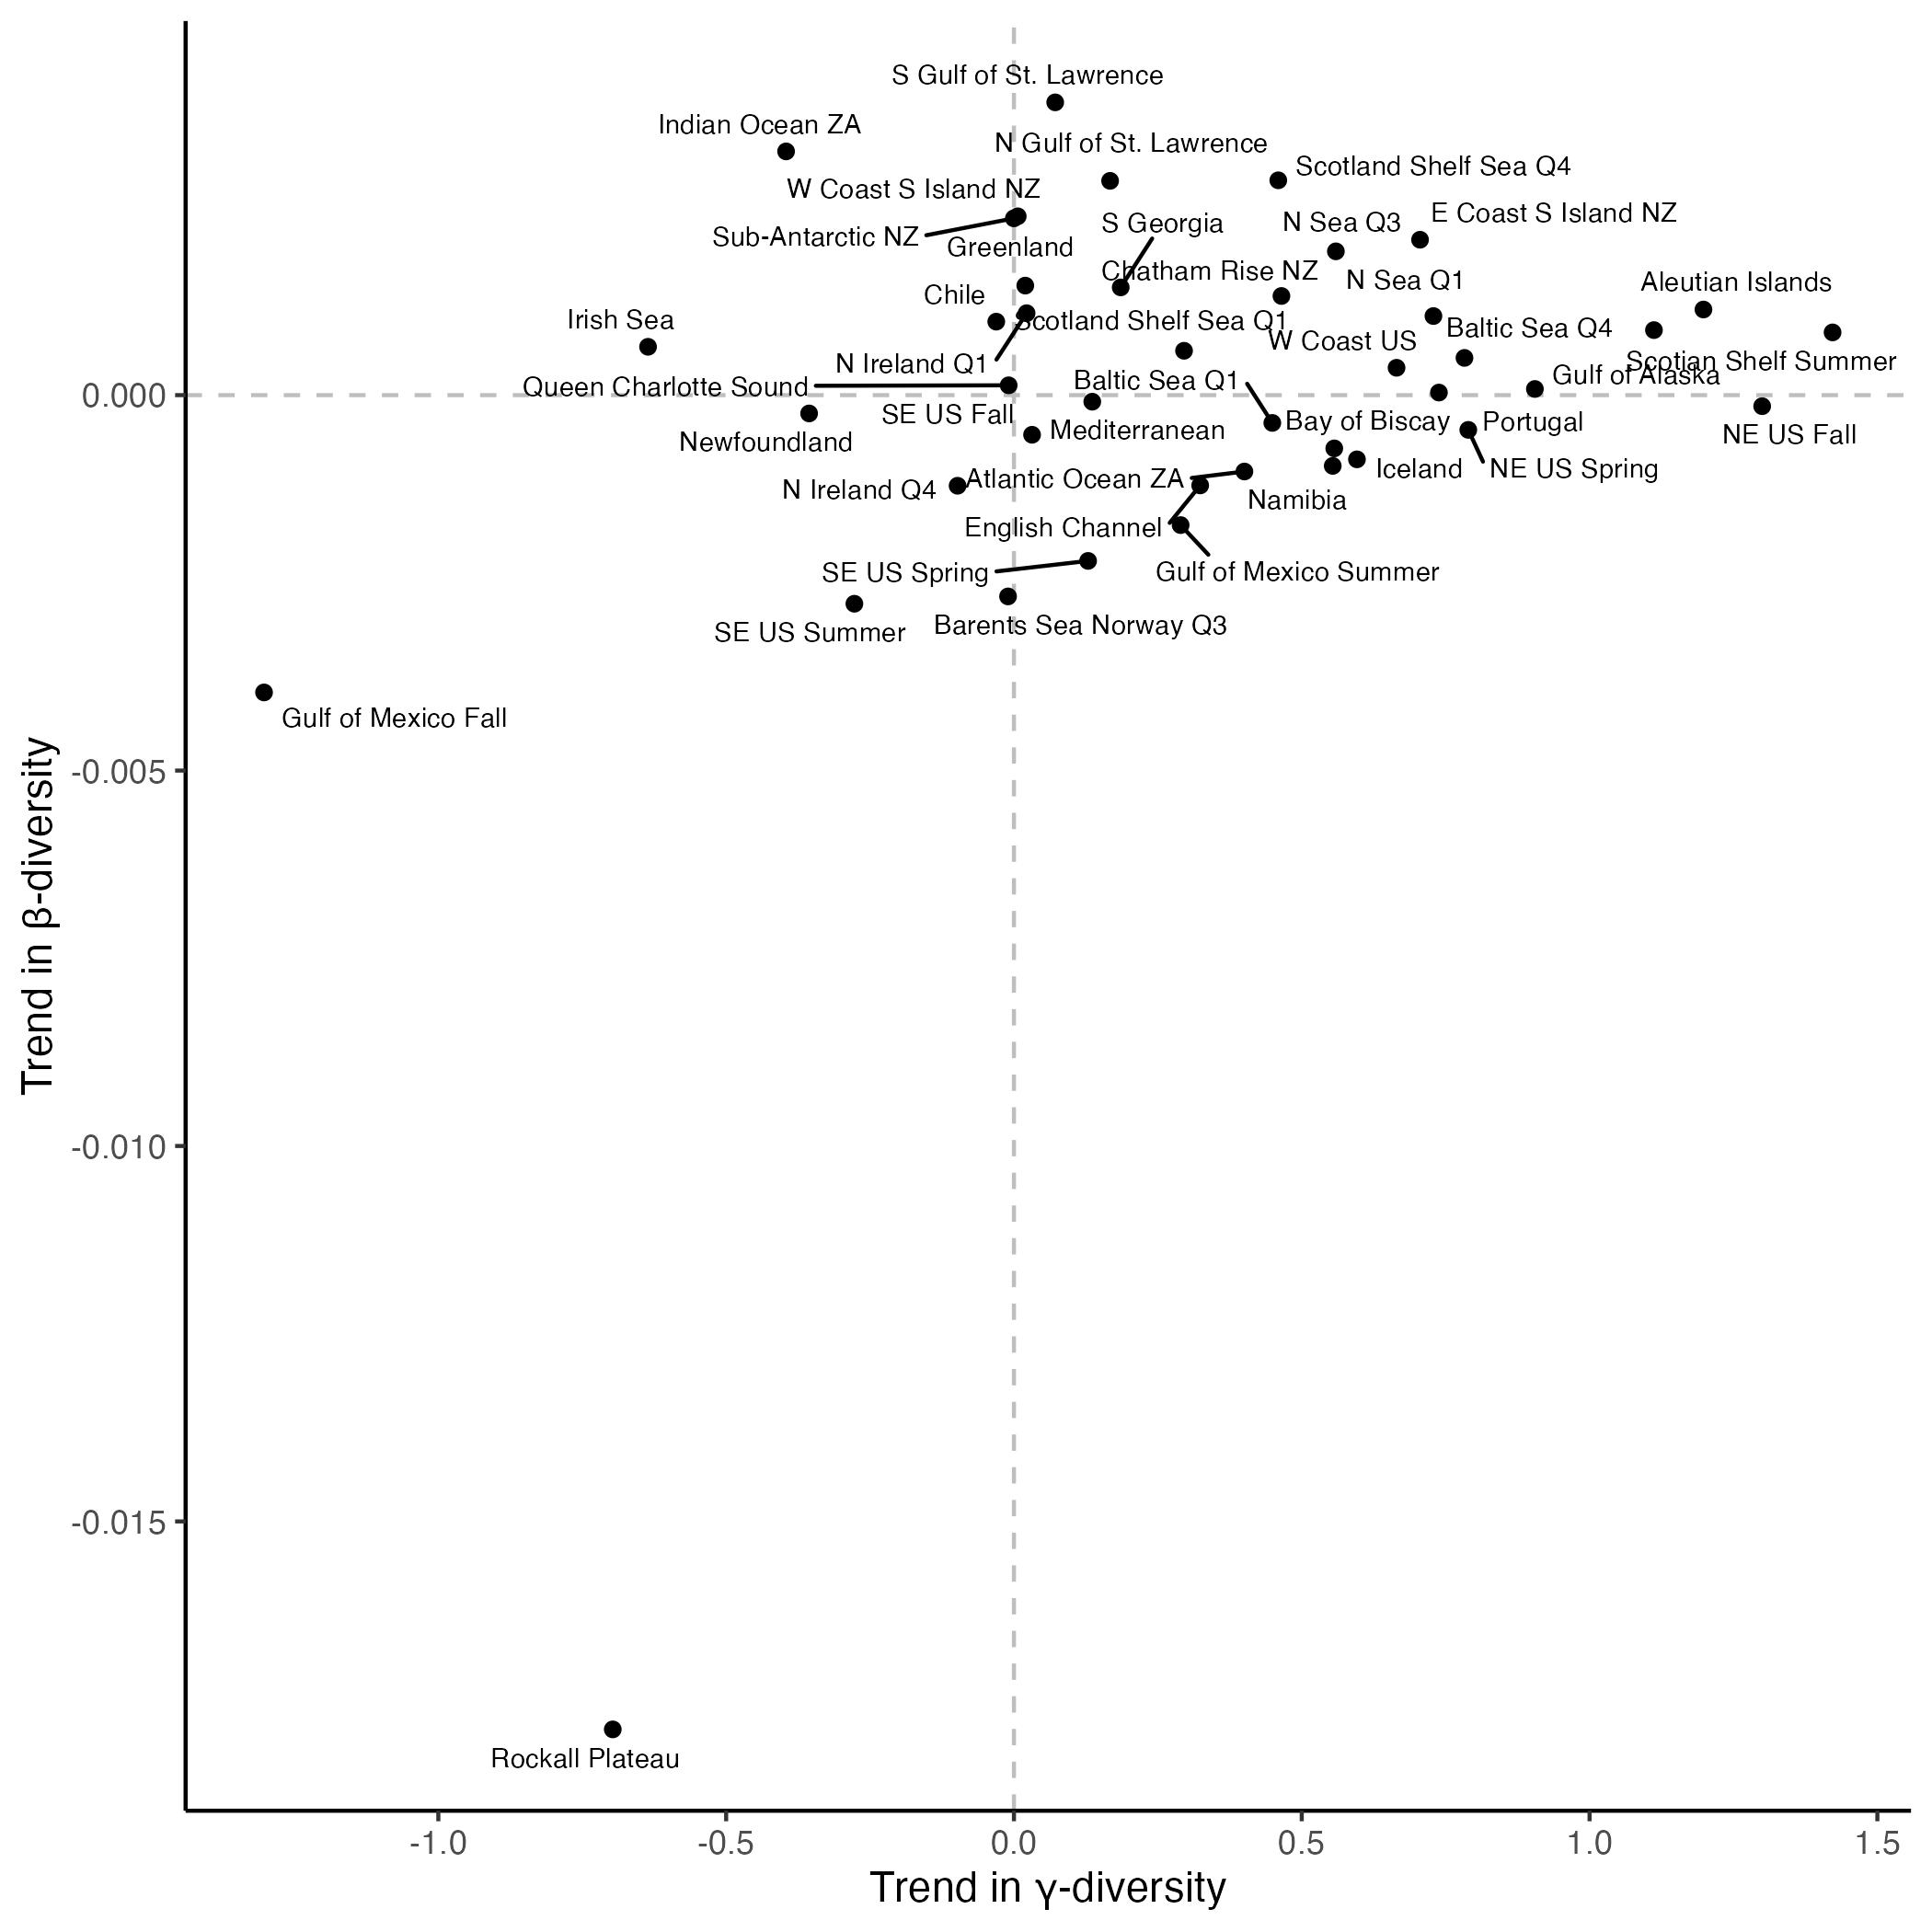 S Gulf of St. Lawrence
Indian Ocean ZA
N Gulf of St. Lawrence
Scotland Shelf Sea Q4
W Coast S Island NZ
E Coast S Island NZ
S Georgia
N Sea Q3
Sub-Antarctic NZ
Greenland
Chatham Rise NZ
N Sea Q1
Aleutian Islands
Chile
Irish Sea
Scotland Shelf Sea Q1
Baltic Sea Q4
W Coast US
N Ireland Q1
Scotian Shelf Summer
Gulf of Alaska
Queen Charlotte Sound
Baltic Sea Q1
SE US Fall
Bay of Biscay
Portugal
Mediterranean
Newfoundland
NE US Fall
Iceland
NE US Spring
Atlantic Ocean ZA
N Ireland Q4
Namibia
English Channel
SE US Spring
Gulf of Mexico Summer
SE US Summer
Barents Sea Norway Q3
Gulf of Mexico Fall
Rockall Plateau
0.000
-0.005
-0.010
-0.015
Trend in β-diversity
-1.0
-0.5
0.0
0.5
1.0
1.5
Trend in γ-diversity